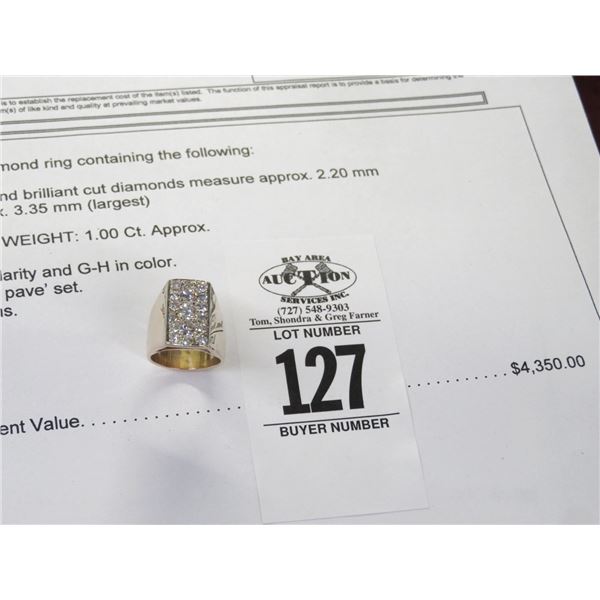 is to establish the replacement cost of the item(s) listed. The function of this appraisal report is to provide a basis for determining the
m(s) of like kind and quality at prevailing market values.
mond ring containing the following:
nd brilliant cut diamonds measure approx. 2.20 mm
x. 3.35 mm (largest)
WEIGHT: 1.00 Ct. Approx.
larity and G-H in color.
pave' set.
ns.
ent Value
$4,350.00
BAY AREA
AUCTION
SERVICES INC.
(727) 548-9303
Tom, Shondra & Greg Farner
LOT NUMBER
127
BUYER NUMBER